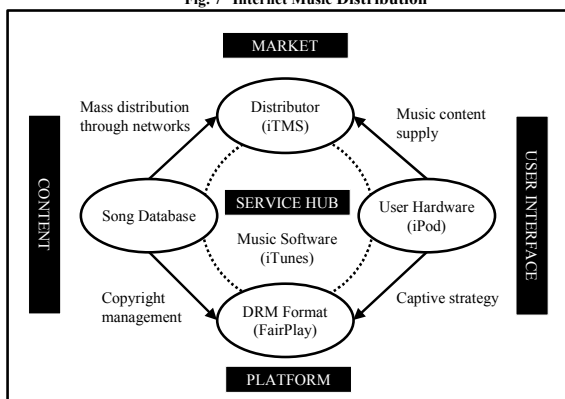 Fig. 7 Internet Music Distribution
MARKET
Mass distribution
through networks
Distributor
(iTMS)
Music content
supply
CONTENT
Song Database
SERVICE HUB
Music Software
(iTunes)
User Hardware
(iPod)
USER INTERFACE
Copyright
management
DRM Format
(FairPlay)
Captive strategy
PLATFORM